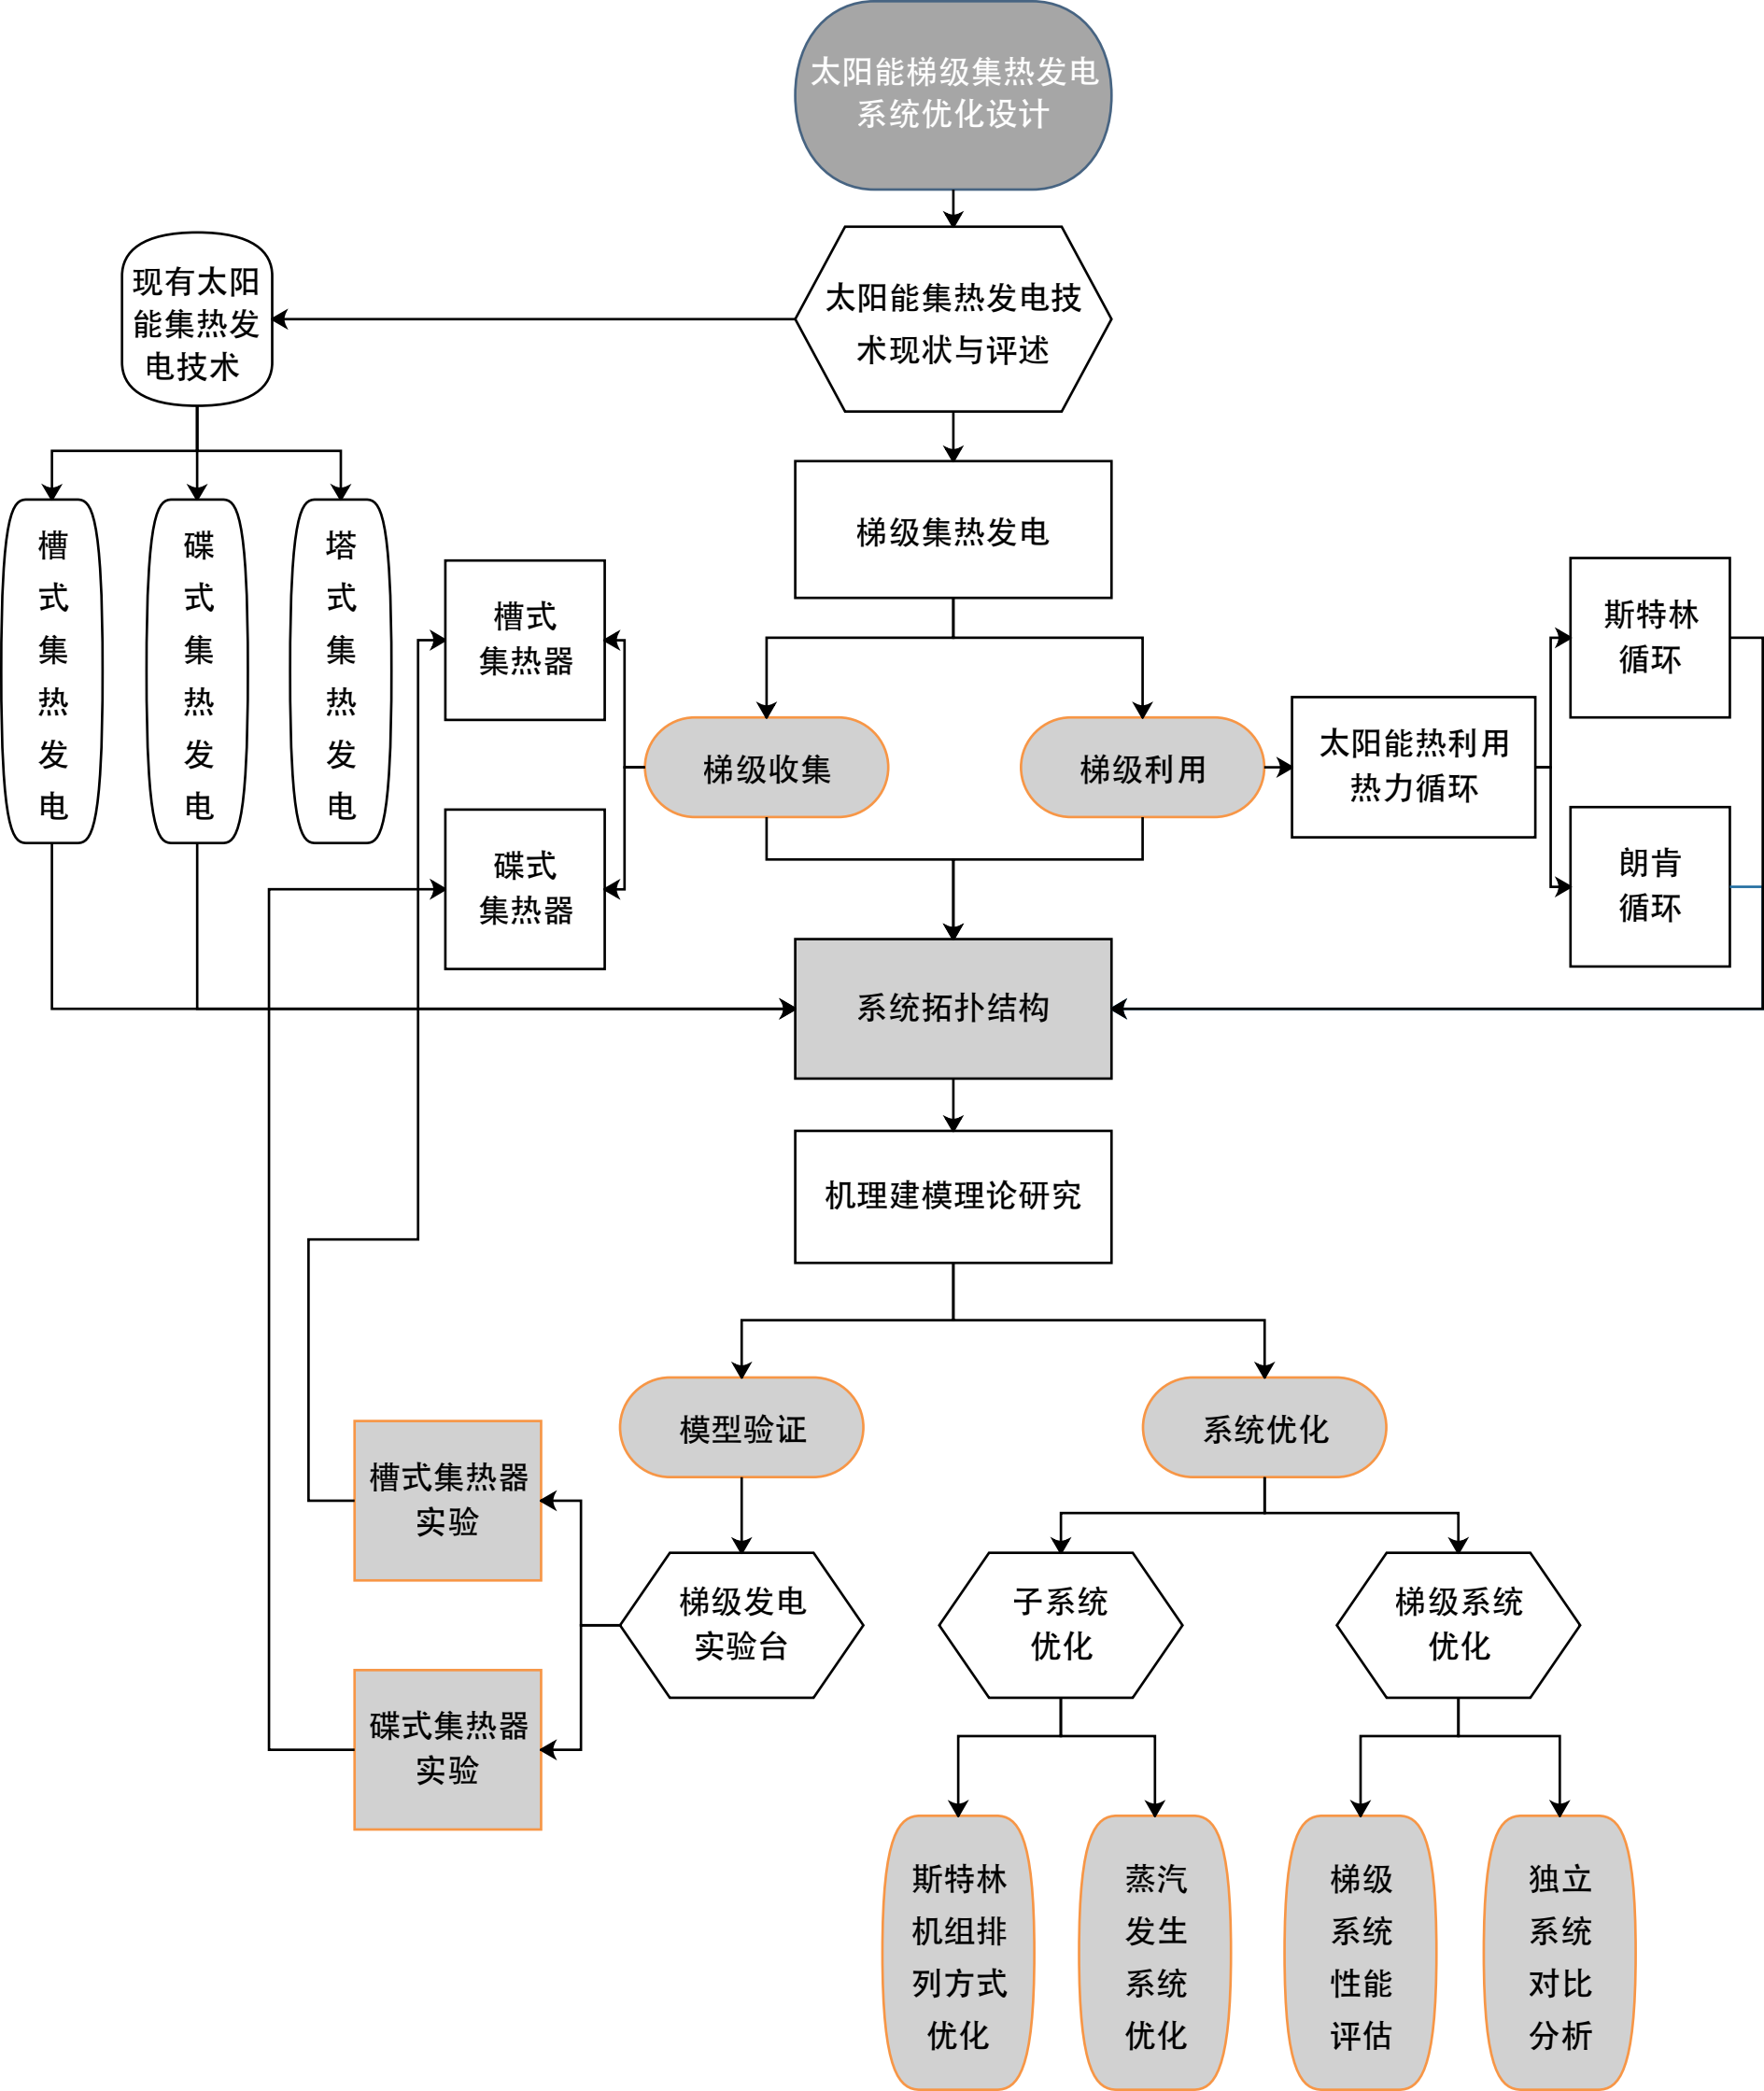 太阳能梯级集热发电
系统优化设计
现有太阳
能集热发
电技术
太阳能集热发电技
术现状与评述
梯级集热发电
槽
式
集
热
发
电
碟
式
集
热
发
电
塔
式
集
热
发
电
槽式
集热器
碟式
集热器
梯级收集
梯级利用
太阳能热利用
热力循环
斯特林
循环
朗肯
循环
系统拓扑结构
机理建模理论研究
模型验证
系统优化
槽式集热器
实验
碟式集热器
实验
梯级发电
实验台
子系统
优化
梯级系统
优化
斯特林
机组排
列方式
优化
蒸汽
发生
系统
优化
梯级
系统
性能
评估
独立
系统
对比
分析